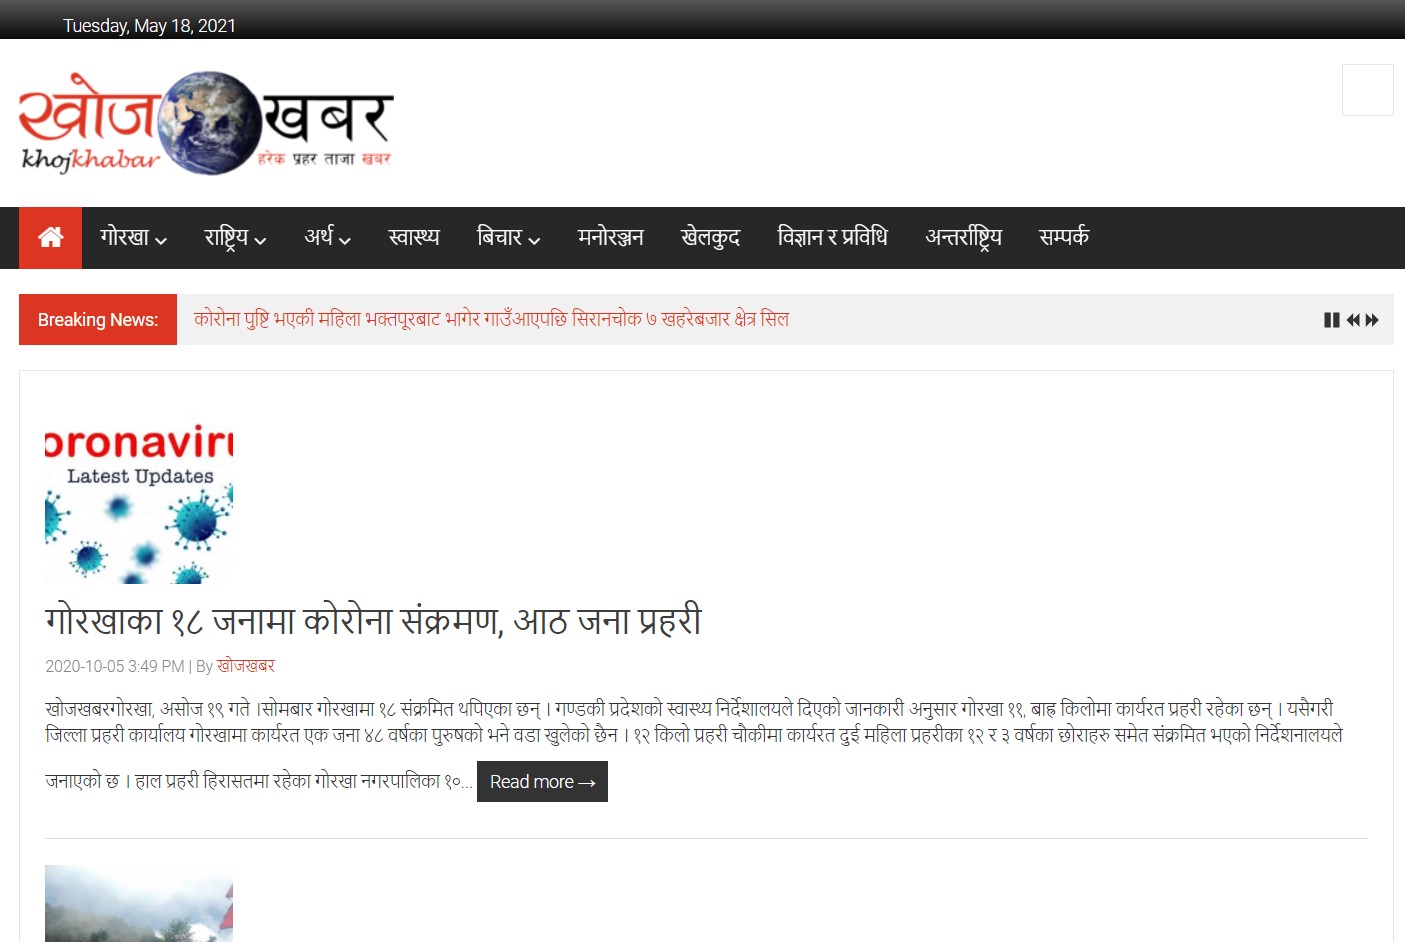 Tuesday, May 18, 2021
खोज खबर
khojkhabar हरेक प्रहर ताजा खबर
गोरखा राष्ट्रिय अर्थ स्वास्थ्य बिचार मनोरञ्जन खेलकुद विज्ञान र प्रविधि अन्तर्राष्ट्रिय सम्पर्क
Breaking News: कोरोना पुष्टि भएकी महिला भक्तपूरबाट भागेर गाउँआएपछि सिरानचोक ७ खहरेबजार क्षेत्र सिल
oronaviru
Latest Updates
गोरखाका १८ जनामा कोरोना संक्रमण, आठ जना प्रहरी
2020-10-05 3:49 PM | By खोजखबर
खोजखबरगोरखा, असोज १९ गते ।सोमबार गोरखामा १८ संक्रमित थपिएका छन् । गण्डकी प्रदेशको स्वास्थ्य निर्देशालयले दिएको जानकारी अनुसार गोरखा ११, बाह्र किलोमा कार्यरत प्रहरी रहेका छन् । यसैगरी
जिल्ला प्रहरी कार्यालय गोरखामा कार्यरत एक जना ४८ वर्षका पुरुषको भने वडा खुलेको छैन । १२ किलो प्रहरी चौकीमा कार्यरत दुई महिला प्रहरीका १२ र ३ वर्षका छोराहरु समेत संक्रमित भएको निर्देशनालयले
जनाएको छ । हाल प्रहरी हिरासतमा रहेका गोरखा नगरपालिका १०... Read more →